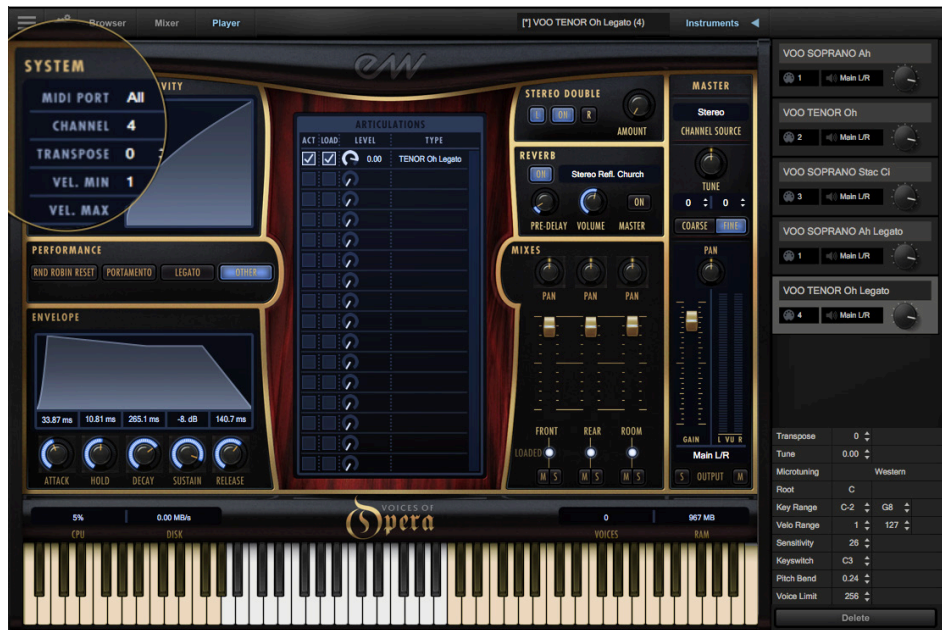 Browser Mixer Player [*] VOO TENOR Oh Legato (4) Instruments
SYSTEM
MIDI PORT All
CHANNEL 4
TRANSPOSE 0
VEL. MIN 1
VEL. MAX
VITY
PERFORMANCE
RND ROBIN RESET PORTAMENTO LEGATO OTHER
ENVELOPE
33.87 ms 10.81 ms 265.1 ms -8. dB 140.7 ms
ATTACK HOLD DECAY SUSTAIN RELEASE
EW
ARTICULATIONS
ACT LOAD LEVEL TYPE
0.00 TENOR Oh Legato
STEREO DOUBLE
L ON R
AMOUNT
REVERB
ON Stereo Refl. Church
ON
PRE-DELAY VOLUME MASTER
MIXES
PAN PAN PAN
FRONT REAR ROOM
LOADED
M S M S M S
MASTER
Stereo
CHANNEL SOURCE
TUNE
0 0
COARSE FINE
PAN
GAIN L VU R
Main L/R
S OUTPUT M
5% 0.00 MB/s
CPU DISK
VOICES OF
Opera
0 967 MB
VOICES RAM
VOO SOPRANO Ah
1 Main L/R
VOO TENOR Oh
2 Main L/R
VOO SOPRANO Stac Ci
3 Main L/R
VOO SOPRANO Ah Legato
1 Main L/R
VOO TENOR Oh Legato
4 Main L/R
Transpose 0
Tune 0.00
Microtuning Western
Root C
Key Range C-2 G8
Velo Range 1 127
Sensitivity 26
Keyswitch C3
Pitch Bend 0.24
Voice Limit 256
Delete